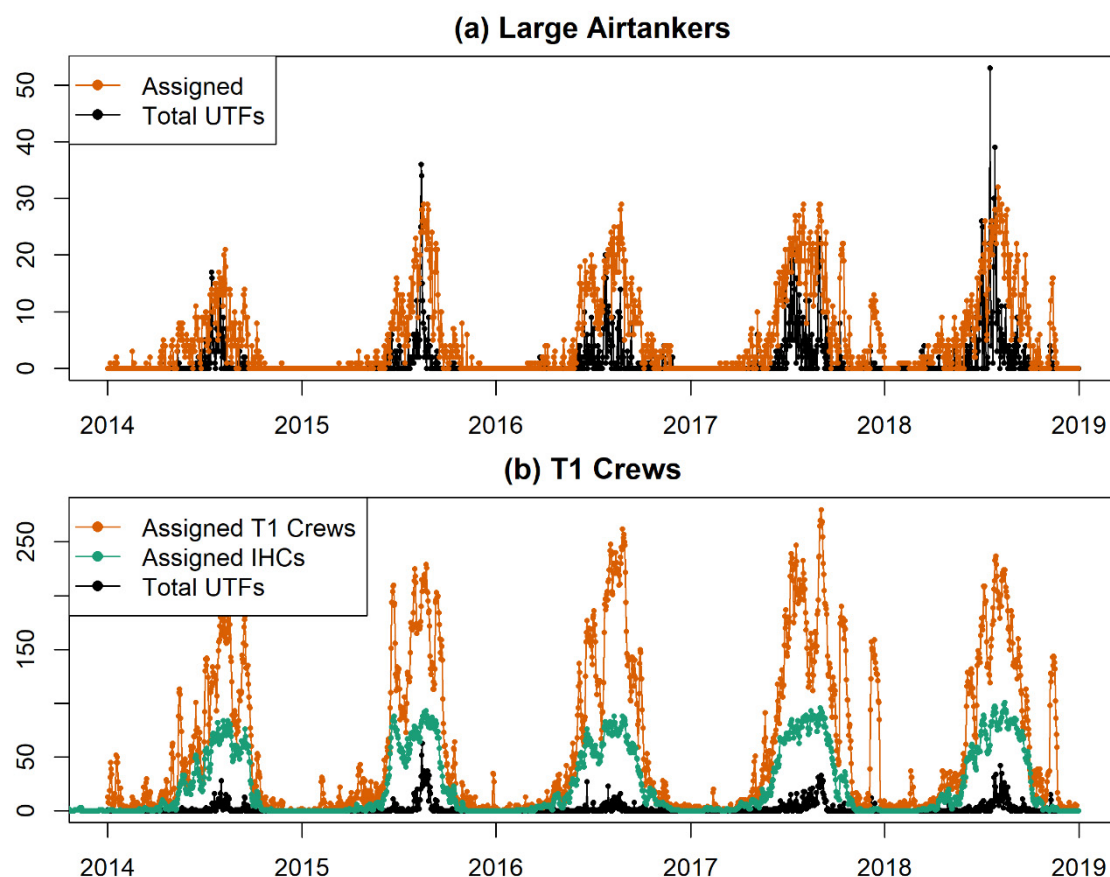 (a) Large Airtankers
Assigned
Total UTFs
50
40
30
20
10
0
2014 2015 2016 2017 2018 2019
(b) T1 Crews
Assigned T1 Crews
Assigned IHCs
Total UTFs
250
150
50
0
2014 2015 2016 2017 2018 2019